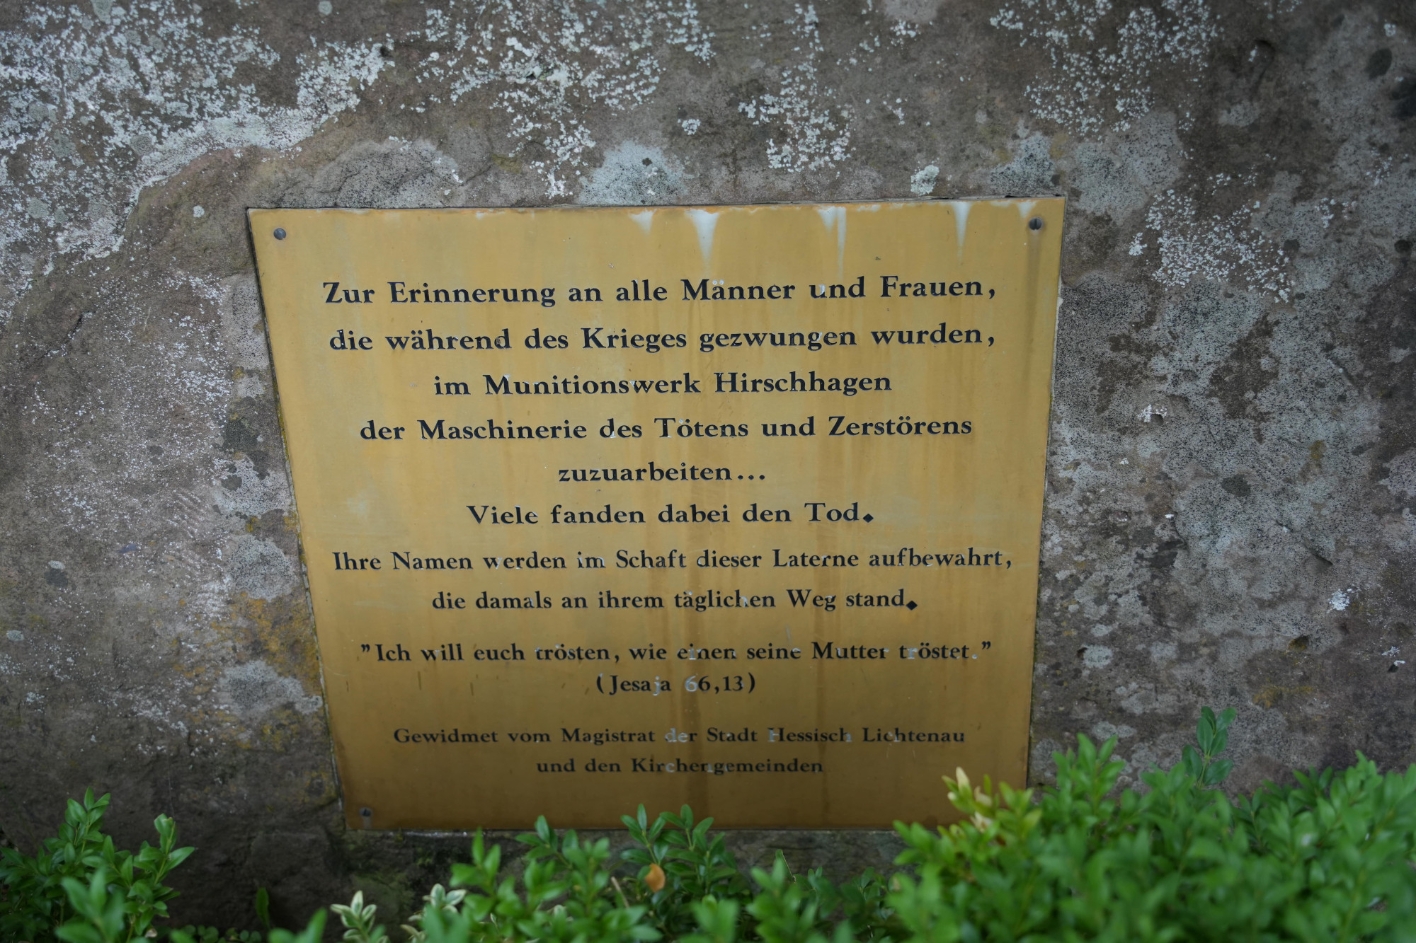 Zur Erinnerung an alle Männer und Frauen,
die während des Krieges gezwungen wurden,
im Munitionswerk Hirschhagen
der Maschinerie des Tötens und Zerstörens
zuzuarbeiten...
Viele fanden dabei den Tod.
Ihre Namen werden im Schaft dieser Laterne aufbewahrt,
die damals an ihrem täglichen Weg stand.
"Ich will euch trösten, wie einen seine Mutter tröstet."
(Jesaja 66,13)
Gewidmet vom Magistrat der Stadt Hessisch Lichtenau
und den Kirchengemeinden